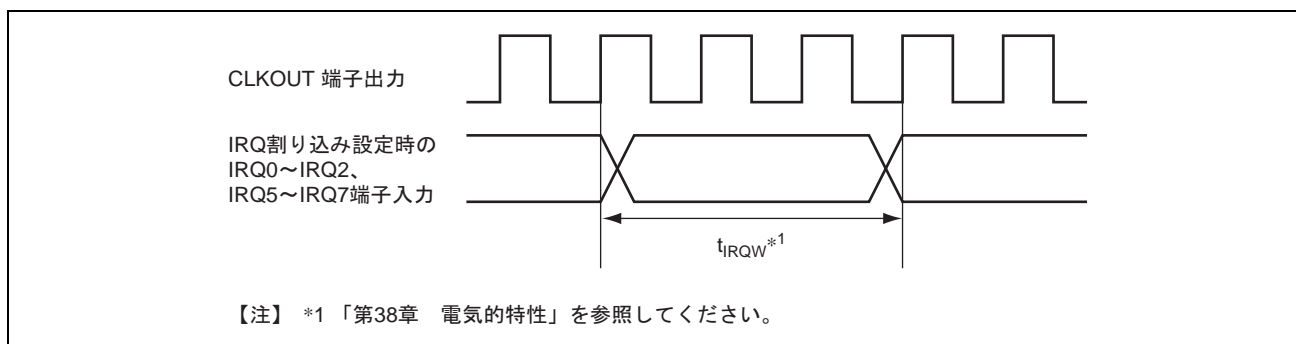 CLKOUT 端子出力
IRQ割り込み設定時の
IRQ0～IRQ2、
IRQ5～IRQ7端子入力
tIRQW*1
【注】 *1 「第38章　電気的特性」を参照してください。